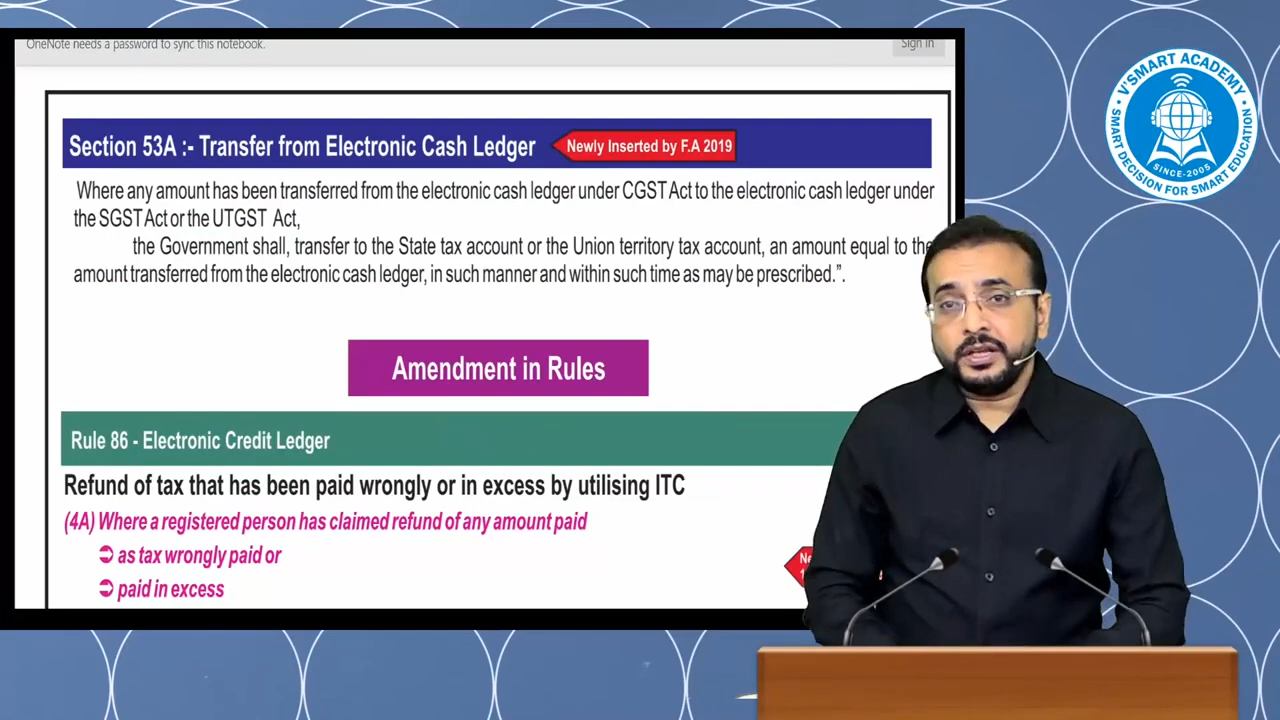 OneNote needs a password to sync this notebook.
Sign in
Section 53A :- Transfer from Electronic Cash Ledger
Newly Inserted by F.A 2019
Where any amount has been transferred from the electronic cash ledger under CGST Act to the electronic cash ledger under
the SGST Act or the UTGST Act,
the Government shall, transfer to the State tax account or the Union territory tax account, an amount equal to the
amount transferred from the electronic cash ledger, in such manner and within such time as may be prescribed.”.
Amendment in Rules
Rule 86 - Electronic Credit Ledger
Refund of tax that has been paid wrongly or in excess by utilising ITC
(4A) Where a registered person has claimed refund of any amount paid
➲ as tax wrongly paid or
➲ paid in excess
V'SMART ACADEMY
SINCE-2005
SMART DECISION FOR SMART EDUCATION